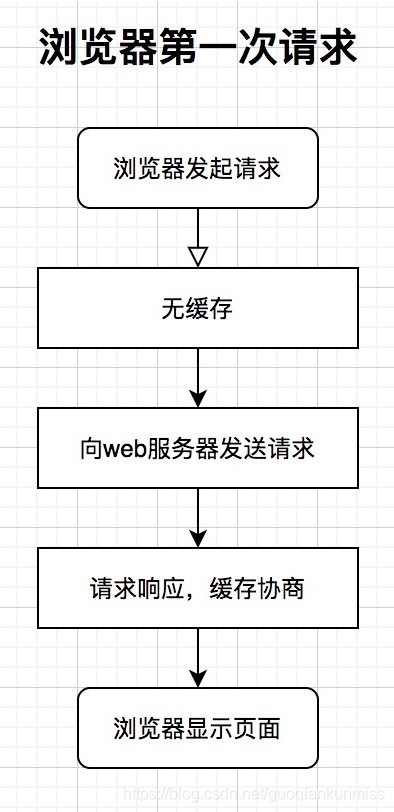 浏览器第一次请求
浏览器发起请求
无缓存
向web服务器发送请求
请求响应，缓存协商
浏览器显示页面
https://blog.csdn.net/guoqiankunmiss